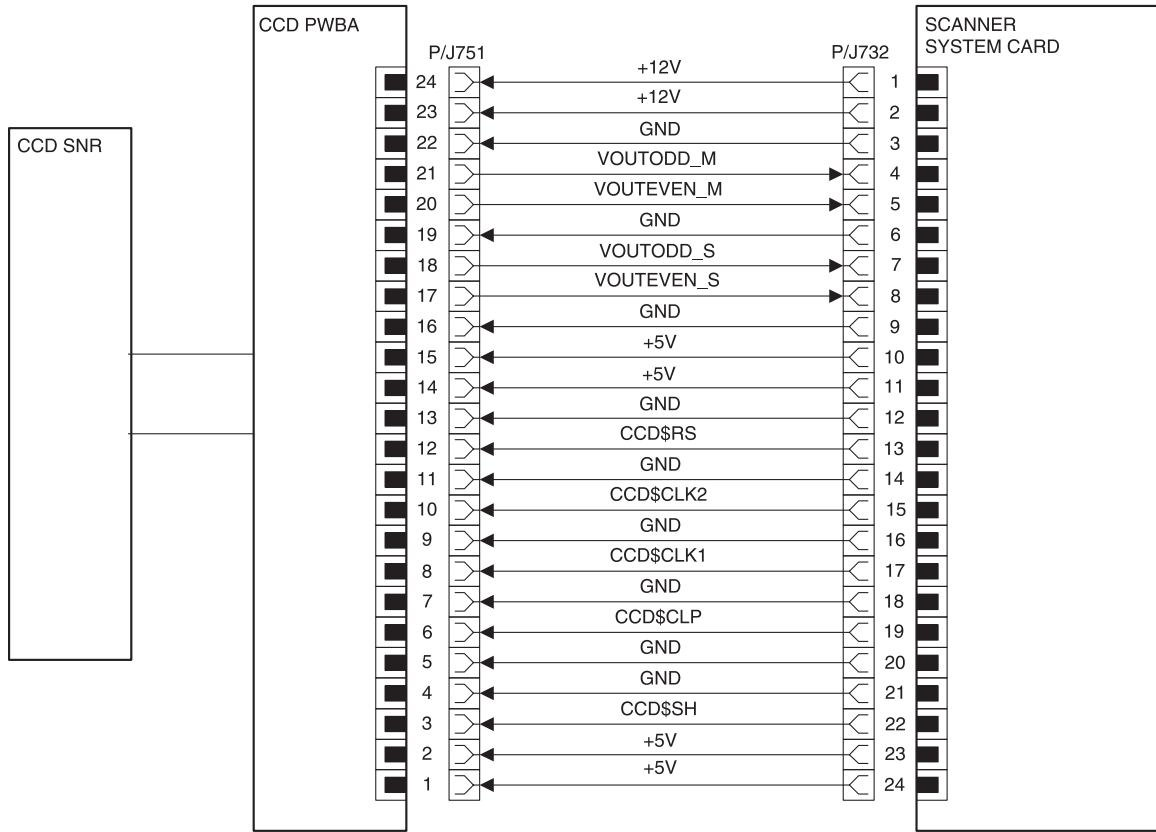 CCD PWBA
SCANNER
SYSTEM CARD
CCD SNR
P/J751 P/J732
24 +12V 1
23 +12V 2
22 GND 3
21 VOUTODD_M 4
20 VOUTEVEN_M 5
19 GND 6
18 VOUTODD_S 7
17 VOUTEVEN_S 8
16 GND 9
15 +5V 10
14 +5V 11
13 GND 12
12 CCD$RS 13
11 GND 14
10 CCD$CLK2 15
9 GND 16
8 CCD$CLK1 17
7 GND 18
6 CCD$CLP 19
5 GND 20
4 GND 21
3 CCD$SH 22
2 +5V 23
1 +5V 24